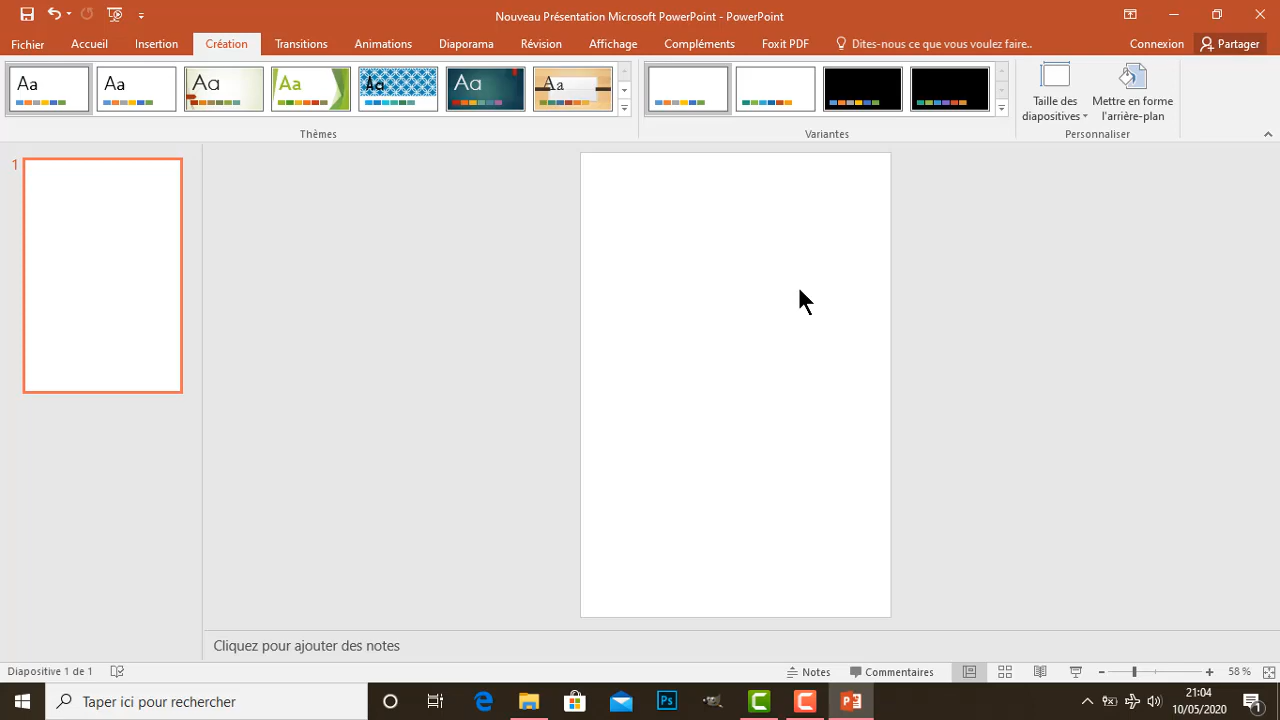 Nouveau Présentation Microsoft PowerPoint - PowerPoint
Fichier Accueil Insertion Création Transitions Animations Diaporama Révision Affichage Compléments Foxit PDF Dites-nous ce que vous voulez faire.. Connexion Partager
Aa Aa Aa Aa Aa Aa Aa
Taille des diapositives
Mettre en forme l'arrière-plan
Thèmes Variantes Personnaliser
1
Cliquez pour ajouter des notes
Diapositive 1 de 1 Notes Commentaires 58 %
Taper ici pour rechercher
Ps
21:04
10/05/2020
1